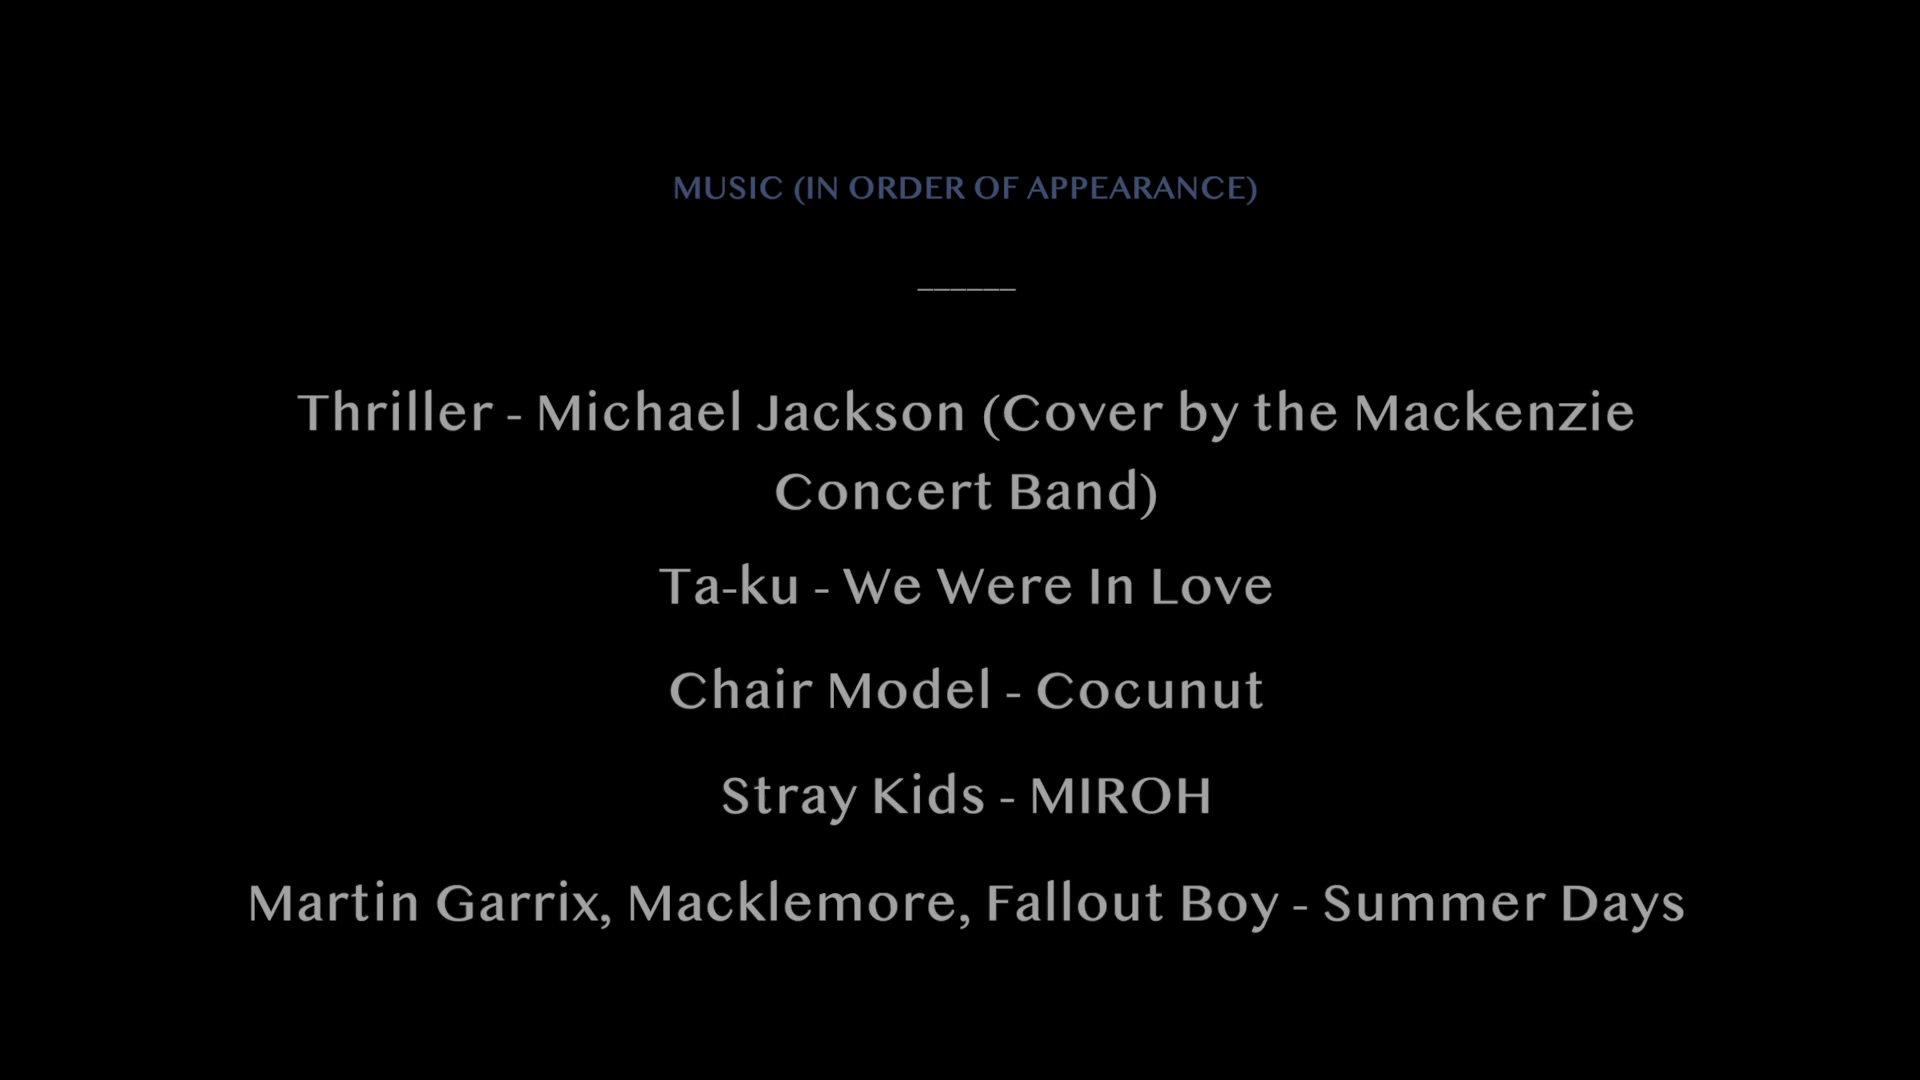 MUSIC (IN ORDER OF APPEARANCE)
______
Thriller - Michael Jackson (Cover by the Mackenzie
Concert Band)
Ta-ku - We Were In Love
Chair Model - Cocunut
Stray Kids - MIROH
Martin Garrix, Macklemore, Fallout Boy - Summer Days